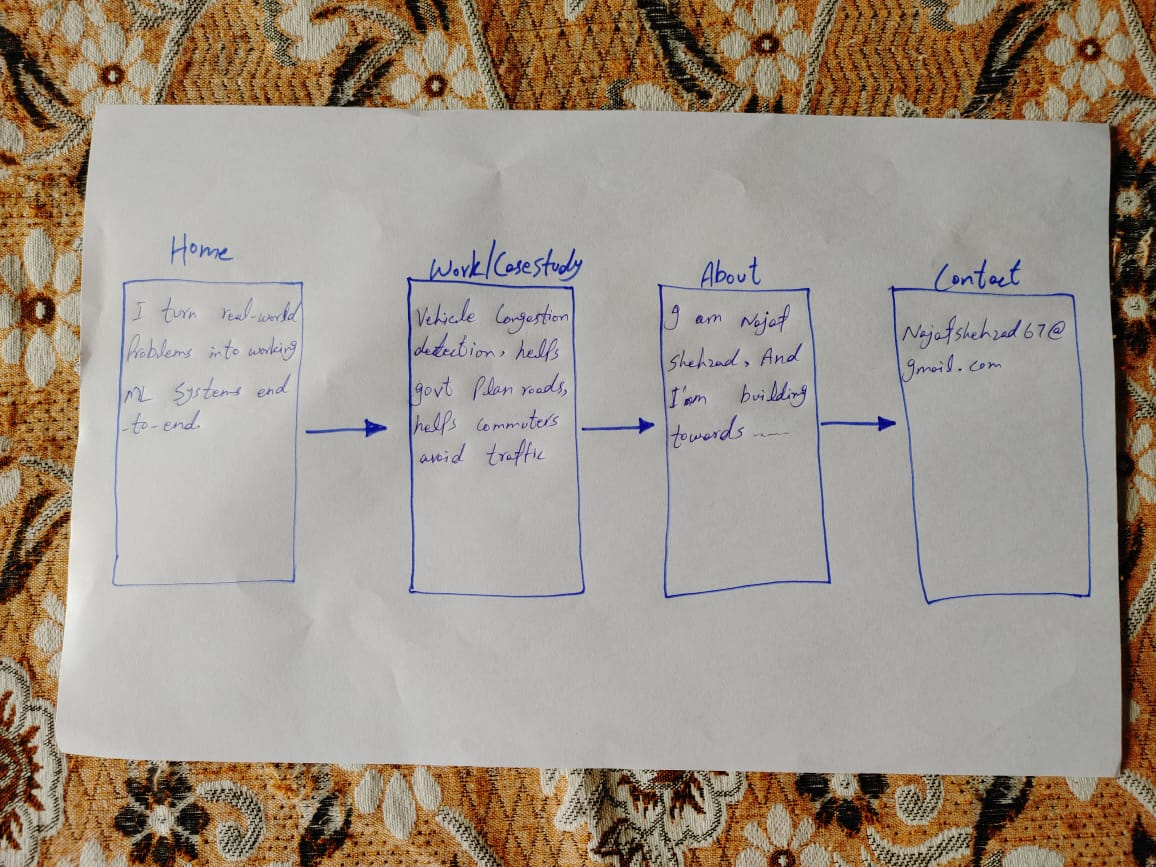 Home
I turn real-world
Problems into working
ML Systems end
-to-end.
Work/Casestudy
Vehicle Congestion
detection, helps
govt Plan roads,
helps commuters
avoid traffic
About
I am Najaf
Shehzad, And
I'am building
towards ----
Contact
Najafshehzad67@
gmail.com